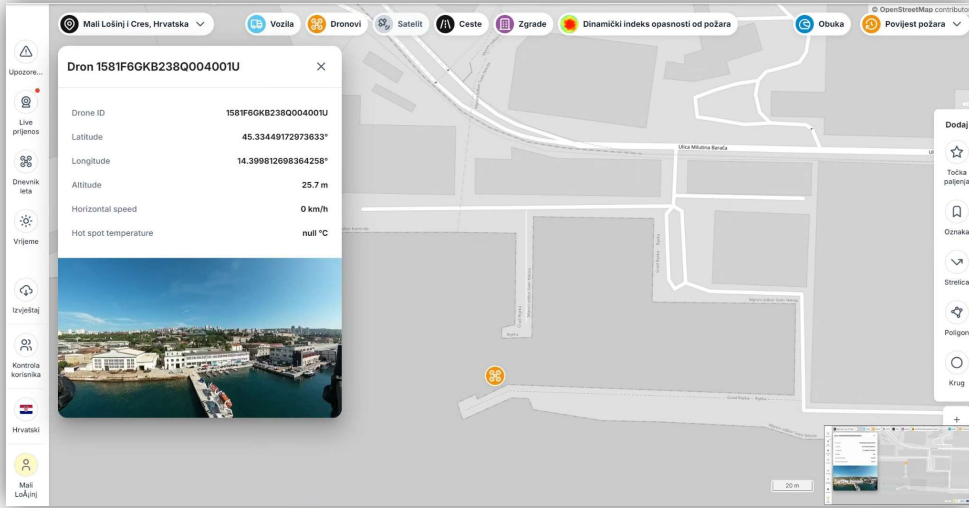 © OpenStreetMap contributors
Mali Lošinj i Cres, Hrvatska
Vozila
Dronovi
Satelit
Ceste
Zgrade
Dinamički indeks opasnosti od požara
Obuka
Povijest požara
Upozore...
Live
prijenos
Dnevnik
leta
Vrijeme
Izvještaj
Kontrola
korisnika
Hrvatski
Mali
LoÅ¡inj
Dron 1581F6GKB238Q004001U
Drone ID 1581F6GKB238Q004001U
Latitude 45.33449172973633°
Longitude 14.399812698364258°
Altitude 25.7 m
Horizontal speed 0 km/h
Hot spot temperature null °C
Ulica Milutina Barača
Grad Rijeka - Rijeka
20 m
Dodaj
Točka
paljenja
Oznaka
Strelica
Poligon
Krug
+